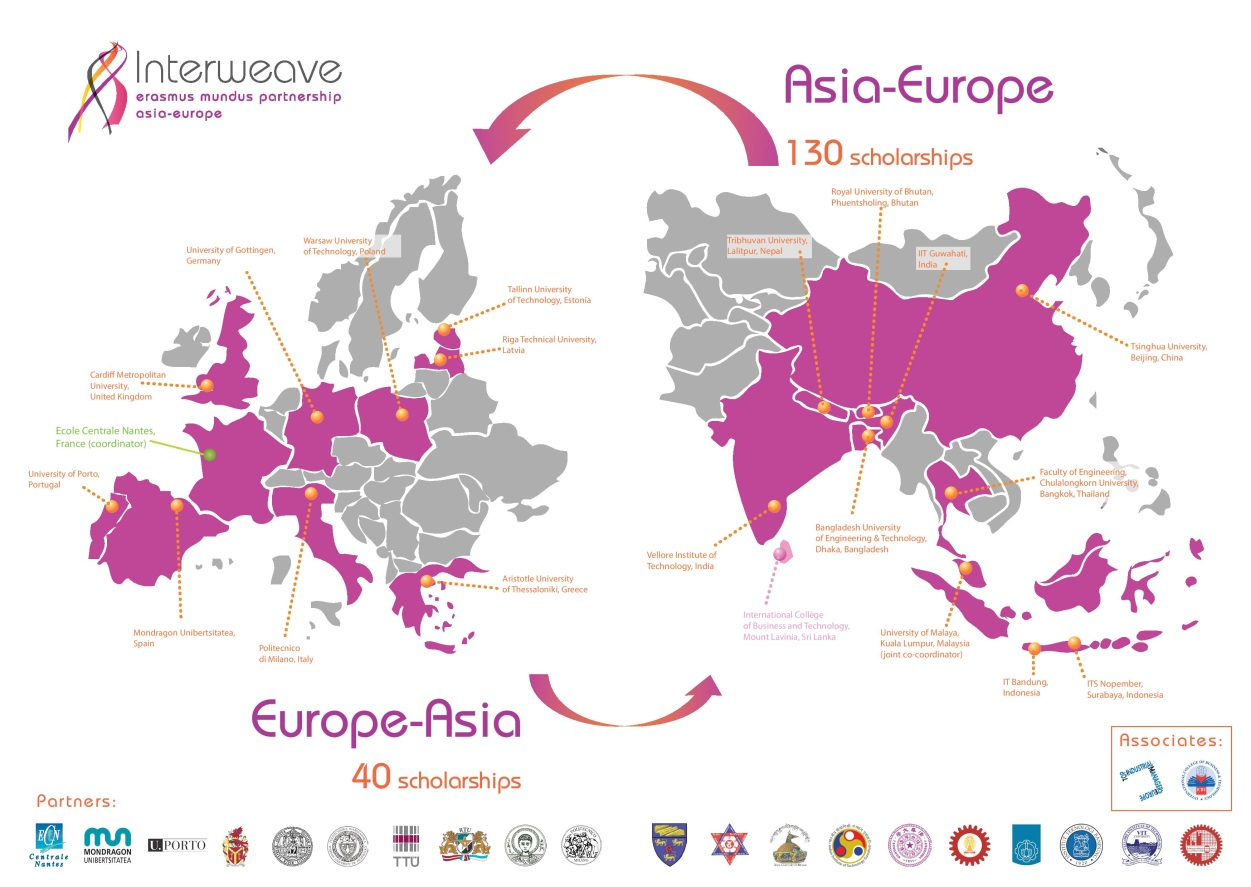 Interweave
erasmus mundus partnership
asia-europe
Asia-Europe
130 scholarships
Royal University of Bhutan,
Phuentsholing, Bhutan
Tribhuvan University,
Lalitpur, Nepal
IIT Guwahati,
India
Warsaw University
of Technology, Poland
University of Gottingen,
Germany
Tallinn University
of Technology, Estonia
Riga Technical University,
Latvia
Tsinghua University,
Beijing, China
Cardiff Metropolitan
University,
United Kingdom
Ecole Centrale Nantes,
France (coordinator)
University of Porto,
Portugal
Faculty of Engineering,
Chulalongkorn University,
Bangkok, Thailand
Bangladesh University
of Engineering & Technology,
Dhaka, Bangladesh
Vellore Institute of
Technology, India
Aristotle University
of Thessaloniki, Greece
International Collège
of Business and Technology,
Mount Lavinia, Sri Lanka
Mondragon Unibertsitatea,
Spain
Politecnico
di Milano, Italy
University of Malaya,
Kuala Lumpur, Malaysia
(joint co-coordinator)
IT Bandung,
Indonesia
ITS Nopember,
Surabaya, Indonesia
Europe-Asia
40 scholarships
Associates:
Partners:
ECN
Centrale
Nantes
MONDRAGON
UNIBERTSITATEA
U.PORTO
TTU
RTU
VIT